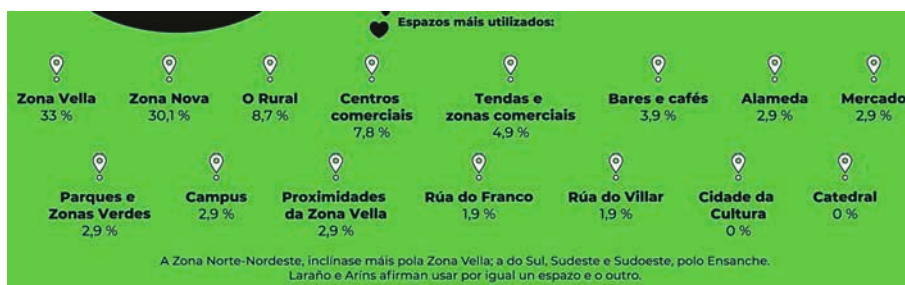 Espazos máis utilizados:
Zona Vella
33 %
Zona Nova
30,1 %
O Rural
8,7 %
Centros
comerciais
7,8 %
Tendas e
zonas comerciais
4,9 %
Bares e cafés
3,9 %
Alameda
2,9 %
Mercado
2,9 %
Parques e
Zonas Verdes
2,9 %
Campus
2,9 %
Proximidades
da Zona Vella
2,9 %
Rúa do Franco
1,9 %
Rúa do Villar
1,9 %
Cidade da
Cultura
0 %
Catedral
0 %
A Zona Norte-Nordeste, inclínase máis pola Zona Vella; a do Sul, Sudeste e Sudoeste, polo Ensanche.
Laraño e Aríns afirman usar por igual un espazo e o outro.